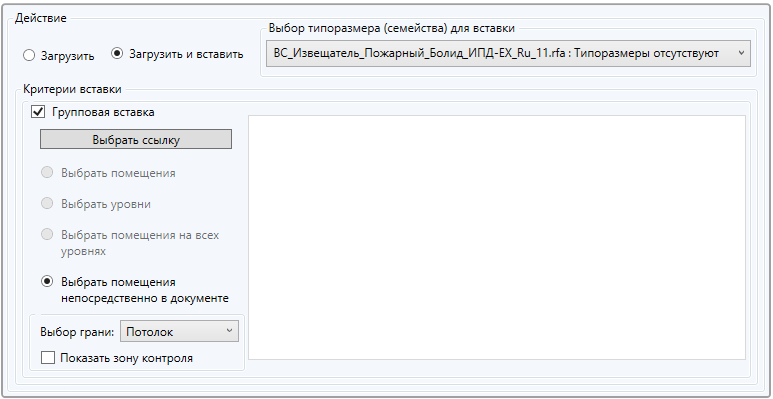 Действие
Выбор типоразмера (семейства) для вставки
Загрузить
Загрузить и вставить
ВС_Извещатель_Пожарный_Болид_ИПД-EX_Ru_11.rfa : Типоразмеры отсутствуют
Критерии вставки
Групповая вставка
Выбрать ссылку
Выбрать помещения
Выбрать уровни
Выбрать помещения на всех
уровнях
Выбрать помещения
непосредственно в документе
Выбор грани:
Потолок
Показать зону контроля